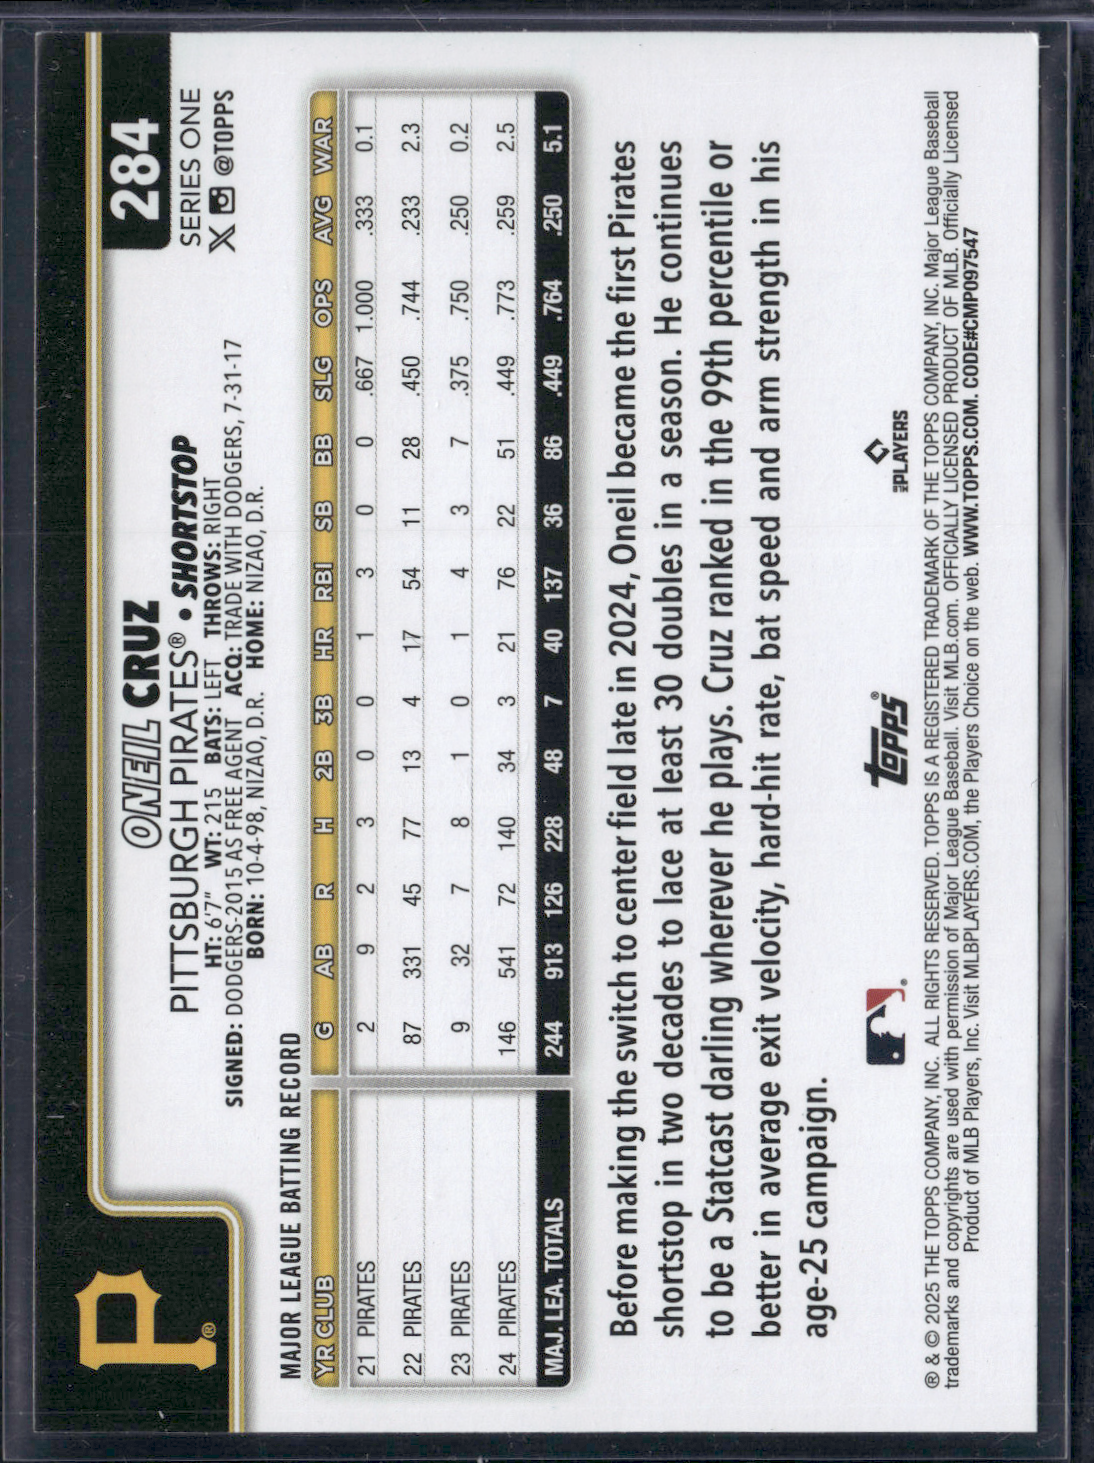 P®
284
SERIES ONE
X @TOPPS
ONEIL CRUZ
PITTSBURGH PIRATES® • SHORTSTOP
HT: 6'7" WT: 215 BATS: LEFT THROWS: RIGHT
SIGNED: DODGERS-2015 AS FREE AGENT ACQ: TRADE WITH DODGERS, 7-31-17
BORN: 10-4-98, NIZAO, D.R. HOME: NIZAO, D.R.
MAJOR LEAGUE BATTING RECORD
YR CLUB G AB R H 2B 3B HR RBI SB BB SLG OPS AVG WAR
21 PIRATES 2 9 2 3 0 0 1 3 0 0 .667 1.000 .333 0.1
22 PIRATES 87 331 45 77 13 4 17 54 11 28 .450 .744 .233 2.3
23 PIRATES 9 32 7 8 1 0 1 4 3 7 .375 .750 .250 0.2
24 PIRATES 146 541 72 140 34 3 21 76 22 51 .449 .773 .259 2.5
MAJ. LEA. TOTALS 244 913 126 228 48 7 40 137 36 86 .449 .764 .250 5.1
Before making the switch to center field late in 2024, Oneil became the first Pirates
shortstop in two decades to lace at least 30 doubles in a season. He continues
to be a Statcast darling wherever he plays. Cruz ranked in the 99th percentile or
better in average exit velocity, hard-hit rate, bat speed and arm strength in his
age-25 campaign.
® topps® MLB PLAYERS
® & © 2025 THE TOPPS COMPANY, INC. ALL RIGHTS RESERVED. TOPPS IS A REGISTERED TRADEMARK OF THE TOPPS COMPANY, INC. Major League Baseball
trademarks and copyrights are used with permission of Major League Baseball. Visit MLB.com. OFFICIALLY LICENSED PRODUCT OF MLB. Officially Licensed
Product of MLB Players, Inc. Visit MLBPLAYERS.COM, the Players Choice on the web. WWW.TOPPS.COM. CODE#CMP097547